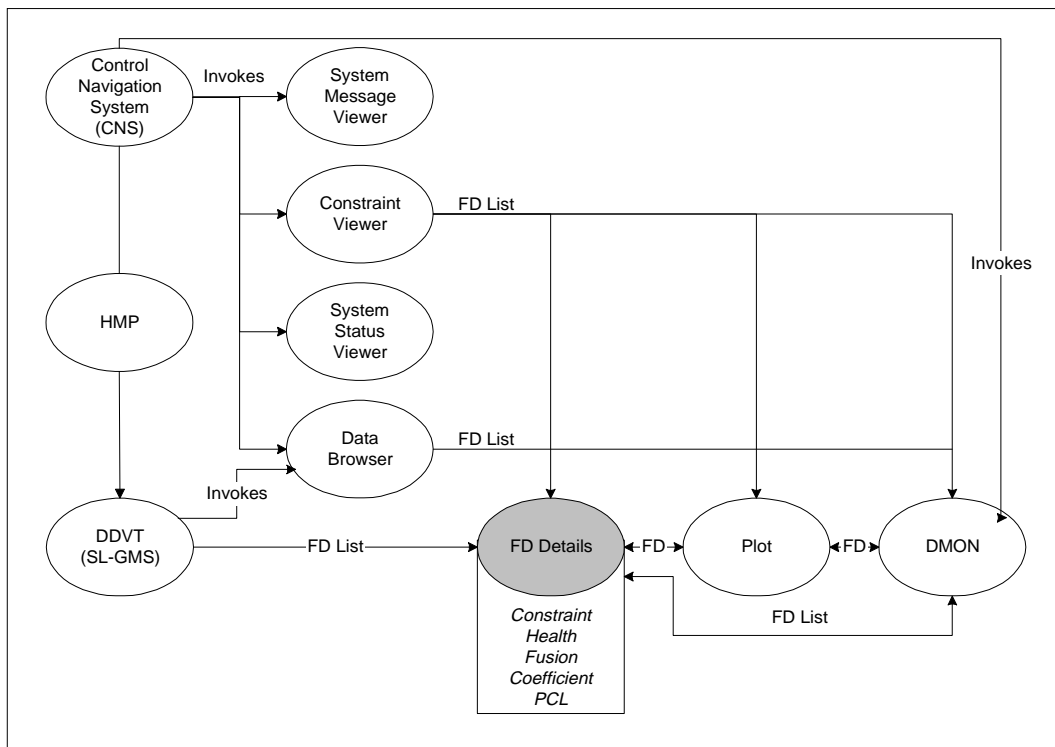 Control
Navigation
System
(CNS)
Invokes
System
Message
Viewer
Constraint
Viewer
FD List
Invokes
HMP
System
Status
Viewer
Data
Browser
FD List
Invokes
DDVT
(SL-GMS)
FD List
FD Details
FD
Plot
FD
DMON
FD List
Constraint
Health
Fusion
Coefficient
PCL